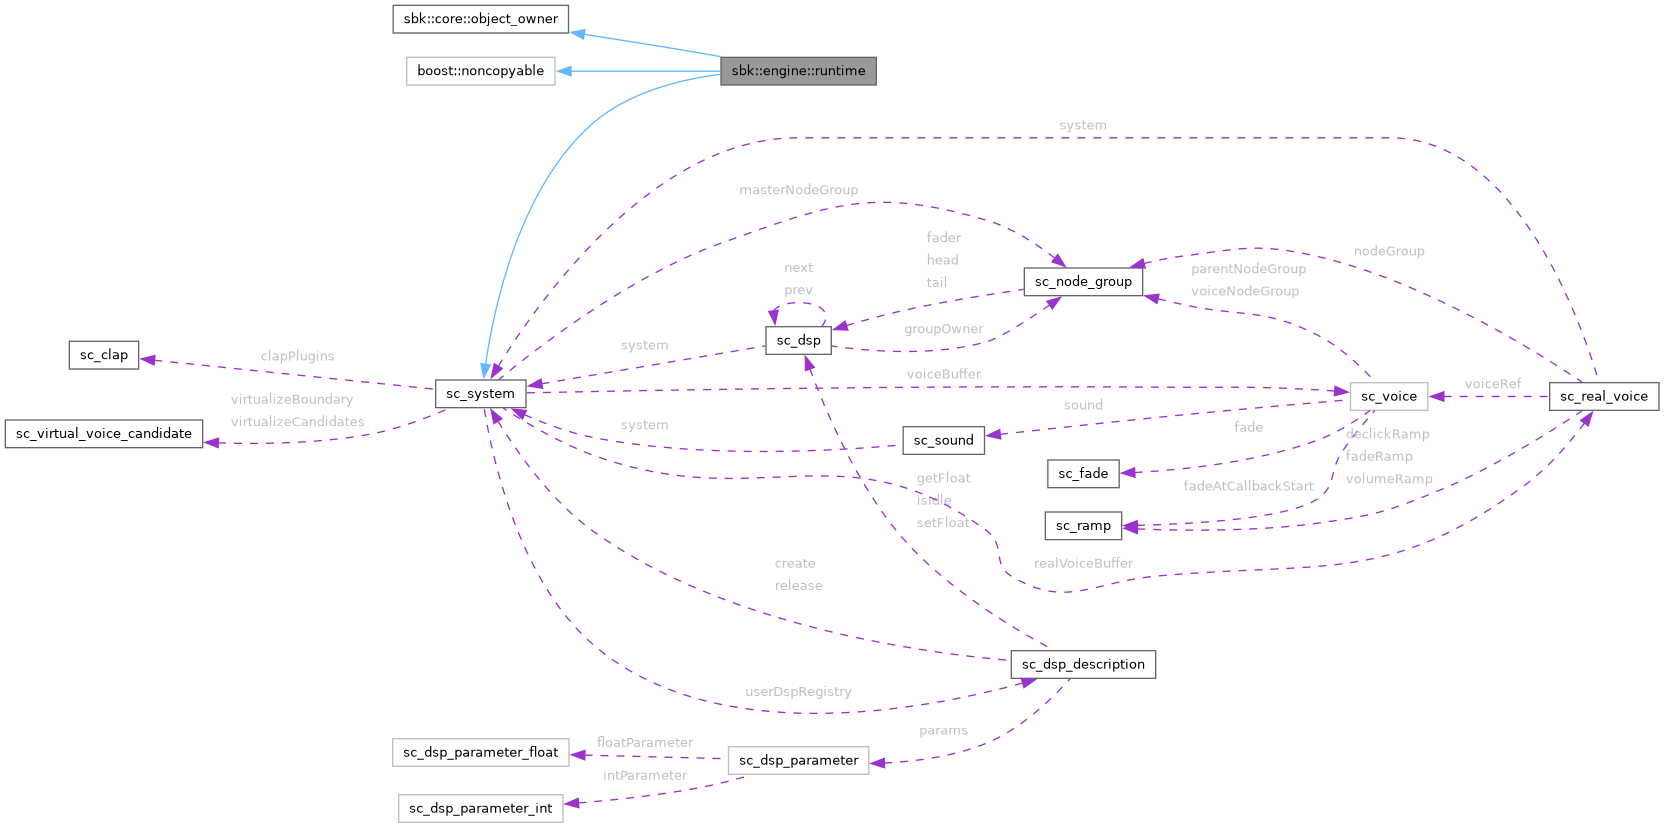 sbk::core::object_owner
boost::noncopyable
sbk::engine::runtime
system
masterNodeGroup
fader
head
tail
nodeGroup
next
prev
parentNodeGroup
voiceNodeGroup
sc_node_group
groupOwner
sc_dsp
system
sc_clap
clapPlugins
voiceBuffer
voiceRef
sc_system
sc_voice
sc_real_voice
virtualizeBoundary
virtualizeCandidates
sound
sc_virtual_voice_candidate
system
sc_sound
fade
declickRamp
fadeRamp
volumeRamp
sc_fade
getFloat
isIdle
setFloat
fadeAtCallbackStart
sc_ramp
create
release
realVoiceBuffer
sc_dsp_description
userDspRegistry
params
floatParameter
sc_dsp_parameter_float
sc_dsp_parameter
intParameter
sc_dsp_parameter_int